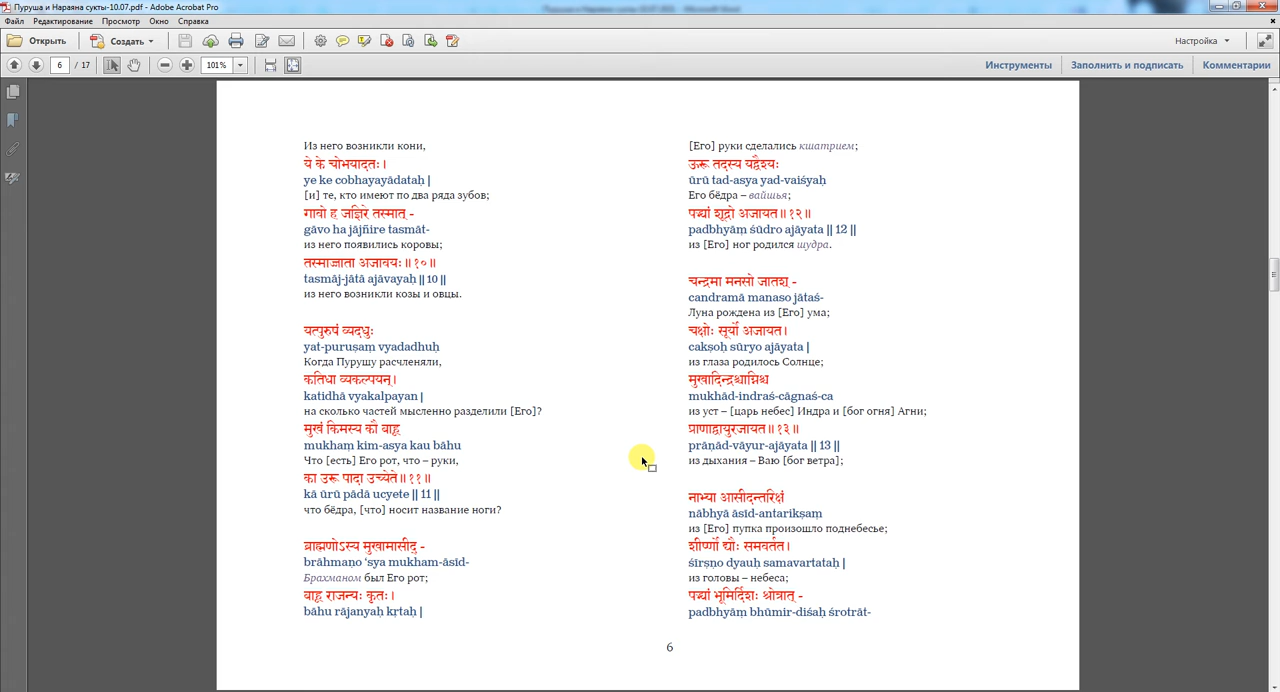 Пуруша и Нараяна сукты-10.07.pdf - Adobe Acrobat Pro
Файл Редактирование Просмотр Окно Справка
Открыть Создать Настройка
6 / 17 101% Инструменты Заполнить и подписать Комментарии
Из него возникли кони,
ये के चोभयादतः।
ye ke cobhayayādataḥ |
[и] те, кто имеют по два ряда зубов;
गावो ह जज्ञिरे तस्मात् -
gāvo ha jājñire tasmāt-
из него появились коровы;
तस्माज्जाता अजावयः॥१०॥
tasmāj-jātā ajāvayaḥ || 10 ||
из него возникли козы и овцы.
यत्पुरुषं व्यदधुः
yat-puruṣaṃ vyadadhuḥ
Когда Пурушу расчленяли,
कतिधा व्यकल्पयन्।
katidhā vyakalpayan |
на сколько частей мысленно разделили [Его]?
मुखं किमस्य कौ बाहू
mukhaṃ kim-asya kau bāhu
Что [есть] Его рот, что – руки,
का उरू पादा उच्येते॥११॥
kā ūrū pādā ucyete || 11 ||
что бёдра, [что] носит название ноги?
ब्राह्मणोऽस्य मुखामासीद् -
brāhmaṇo ‘sya mukham-āsīd-
Брахманом был Его рот;
बाहू राजन्यः कृतः।
bāhu rājanyaḥ kṛtaḥ |
[Его] руки сделались кшатрием;
ऊरू तदस्य यद्वैश्यः
ūrū tad-asya yad-vaiśyaḥ
Его бёдра – вайшья;
पद्भ्यां शूद्रो अजायत॥१२॥
padbhyāṃ śūdro ajāyata || 12 ||
из [Его] ног родился шудра.
चन्द्रमा मनसो जातश् -
candramā manaso jātaś-
Луна рождена из [Его] ума;
चक्षोः सूर्यो अजायत।
cakṣoḥ sūryo ajāyata |
из глаза родилось Солнце;
मुखादिन्द्रश्चाग्निश्च
mukhād-indraś-cāgnaś-ca
из уст – [царь небес] Индра и [бог огня] Агни;
प्राणाद्वायुरजायत॥१३॥
prāṇād-vāyur-ajāyata || 13 ||
из дыхания – Ваю [бог ветра];
नाभ्या आसीदन्तरिक्षं
nābhyā āsīd-antarikṣaṃ
из [Его] пупка произошло поднебесье;
शीर्ष्णो द्यौः समवर्तत।
śīrṣṇo dyauḥ samavartataḥ |
из головы – небеса;
पद्भ्यां भूमिर्दिशः श्रोत्रात् -
padbhyāṃ bhūmir-diśaḥ śrotrāt-
6